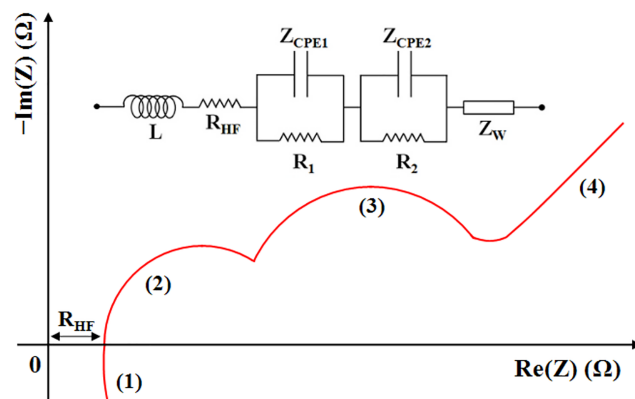 Z_CPE1 Z_CPE2
L R_HF Z_W
R_1 R_2
−Im(Z) (Ω)
(4)
(3)
(2)
R_HF
0 Re(Z) (Ω)
(1)